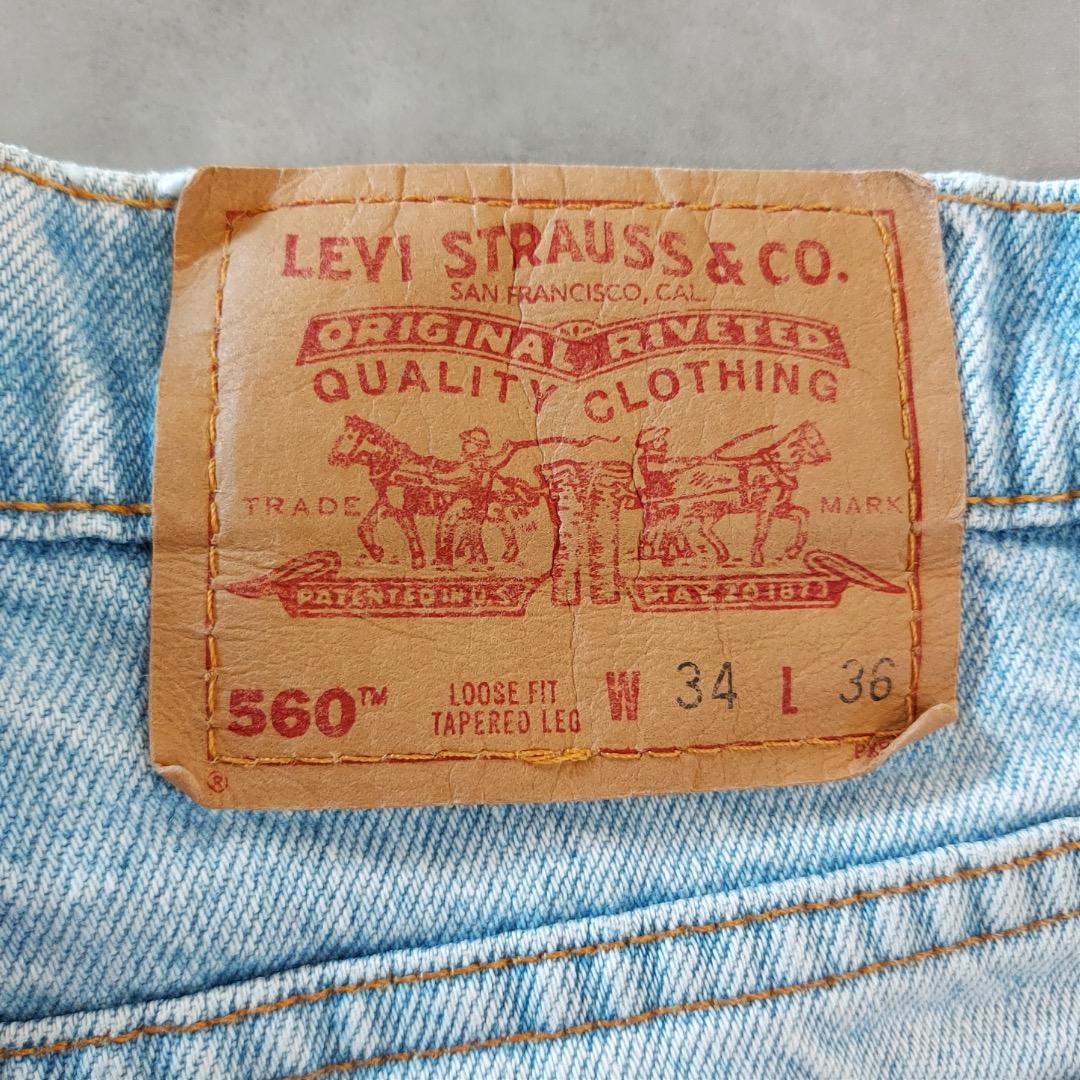 LEVI STRAUSS & CO.
SAN FRANCISCO, CAL.
ORIGINAL RIVETED
QUALITY CLOTHING
TRADE MARK
PATENTED IN U.S. MAY 20 1873
560™ LOOSE FIT TAPERED LEG W 34 L 36
®